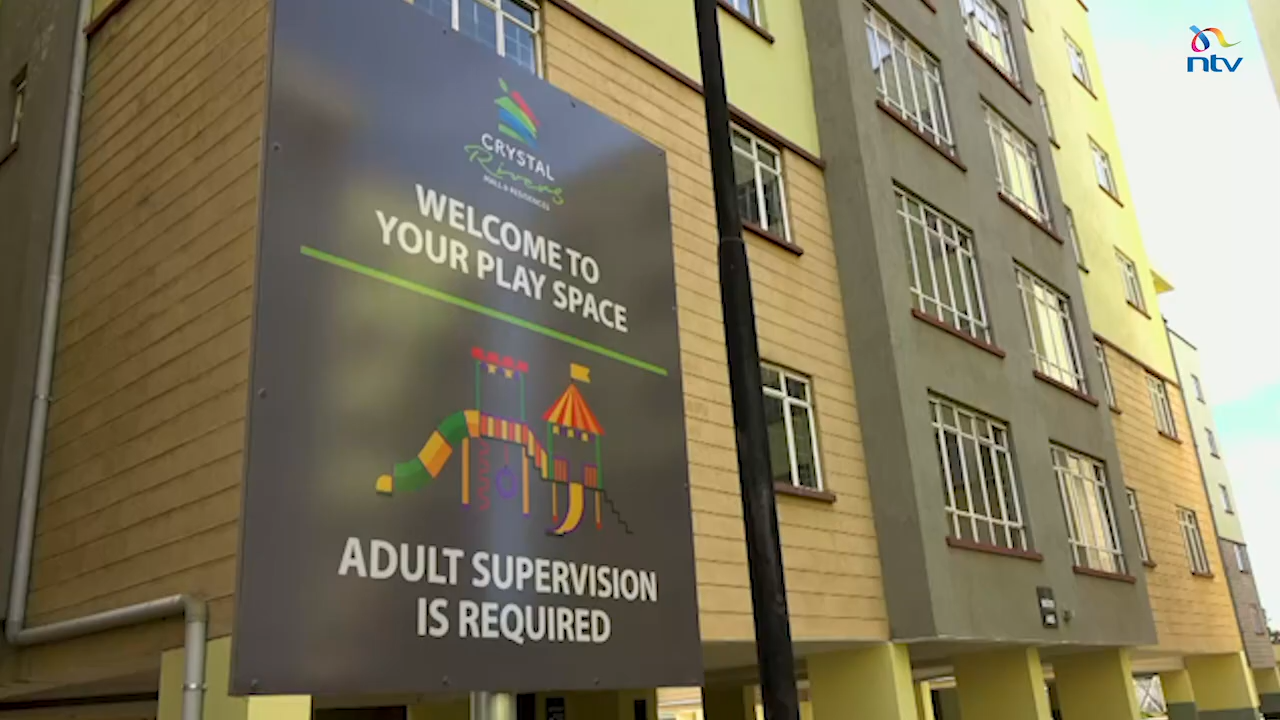 ntv
CRYSTAL
Rivers
MALL & RESIDENCES
WELCOME TO
YOUR PLAY SPACE
ADULT SUPERVISION
IS REQUIRED